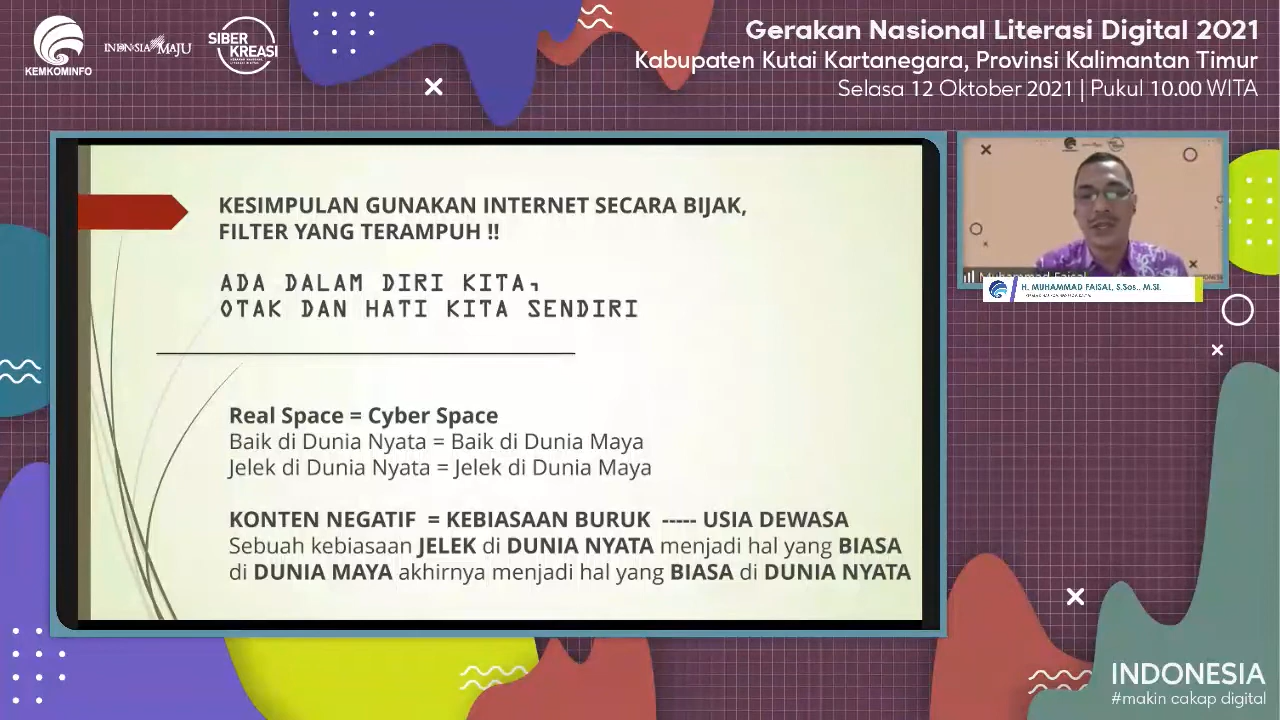 KEMKOMINFO
INDONESIA MAJU
SIBER
KREASI
Gerakan Nasional Literasi Digital 2021
Kabupaten Kutai Kartanegara, Provinsi Kalimantan Timur
Selasa 12 Oktober 2021 | Pukul 10.00 WITA
KESIMPULAN GUNAKAN INTERNET SECARA BIJAK,
FILTER YANG TERAMPUH !!
ADA DALAM DIRI KITA,
OTAK DAN HATI KITA SENDIRI
Real Space = Cyber Space
Baik di Dunia Nyata = Baik di Dunia Maya
Jelek di Dunia Nyata = Jelek di Dunia Maya
KONTEN NEGATIF = KEBIASAAN BURUK ----- USIA DEWASA
Sebuah kebiasaan JELEK di DUNIA NYATA menjadi hal yang BIASA
di DUNIA MAYA akhirnya menjadi hal yang BIASA di DUNIA NYATA
Muhammad Faisal
H. MUHAMMAD FAISAL, S.Sos., M.SI.
INDONESIA
#makin cakap digital